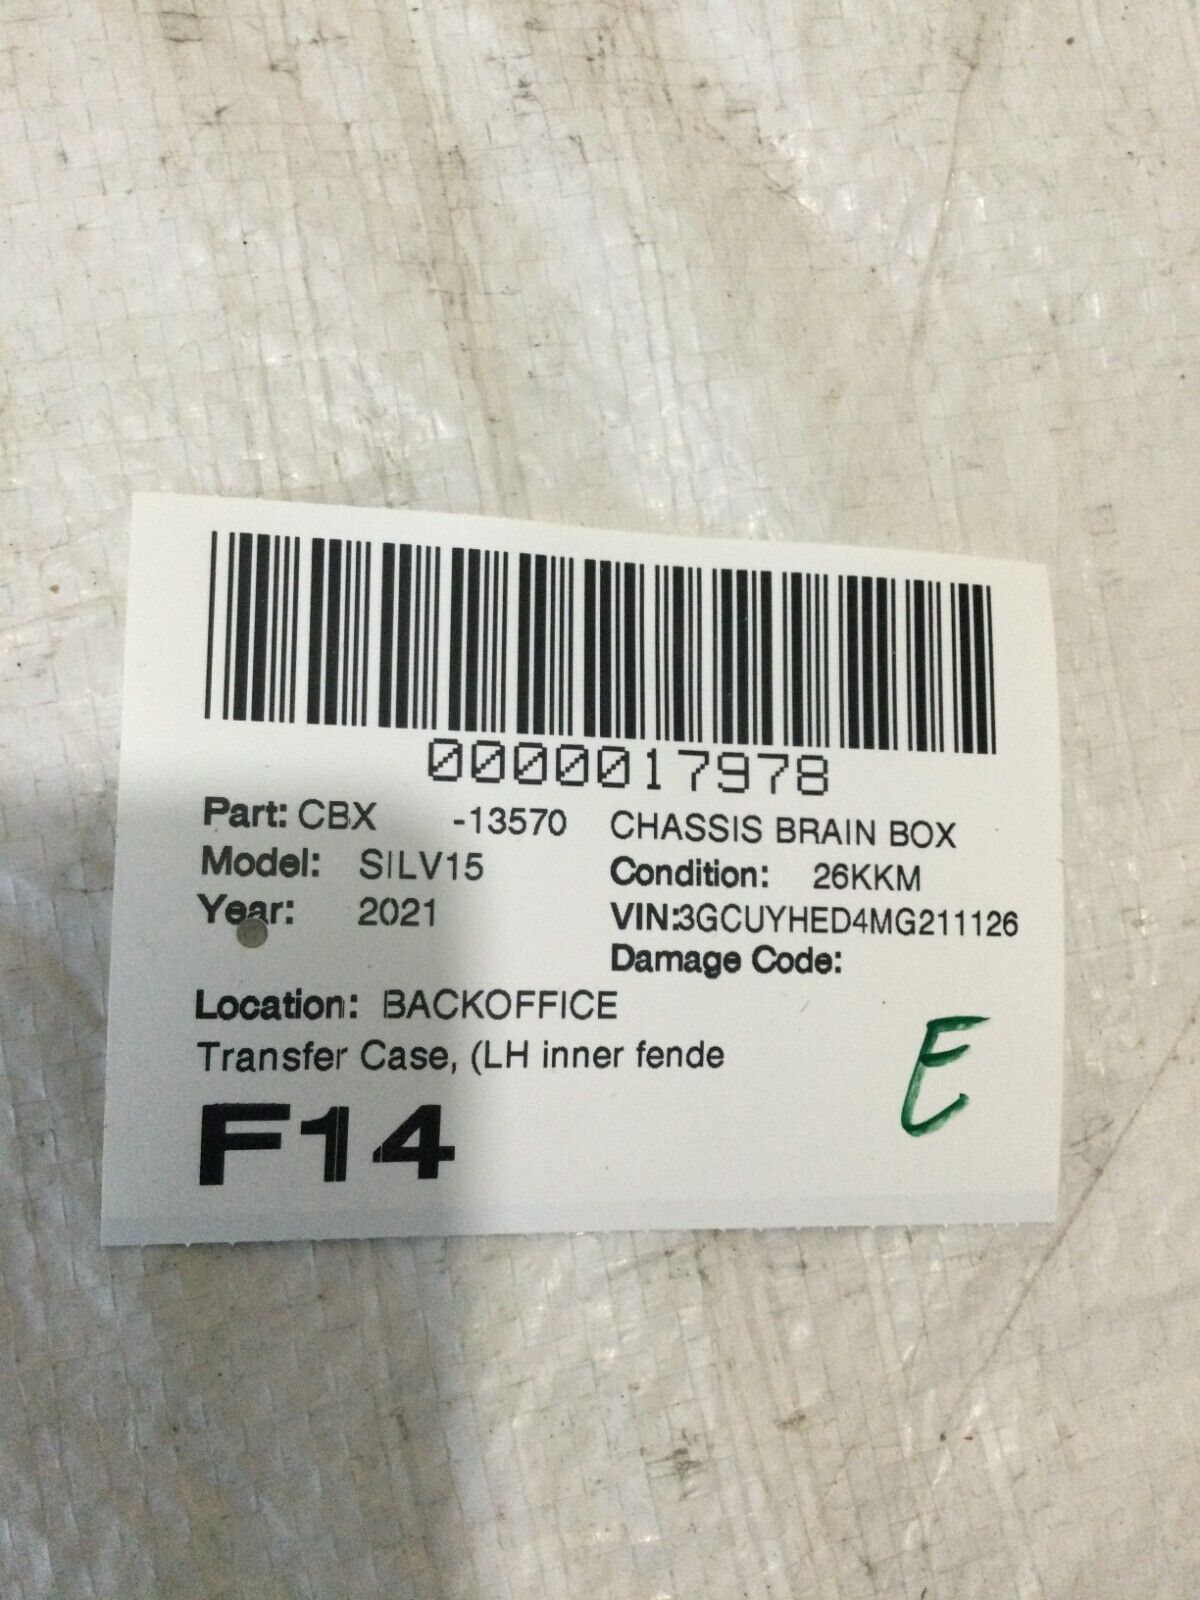 0000017978
Part: CBX -13570 CHASSIS BRAIN BOX
Model: SILV15 Condition: 26KKM
Year: 2021 VIN:3GCUYHED4MG211126
Damage Code:
Location: BACKOFFICE
Transfer Case, (LH inner fende
F14
E